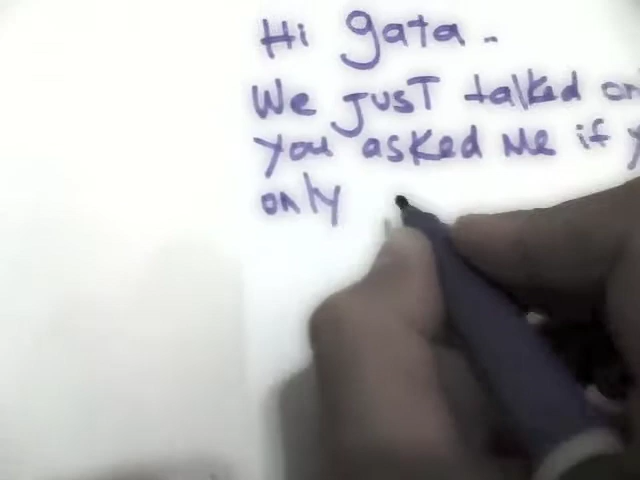 Hi gata -
We just talked on
you asked me if y
only